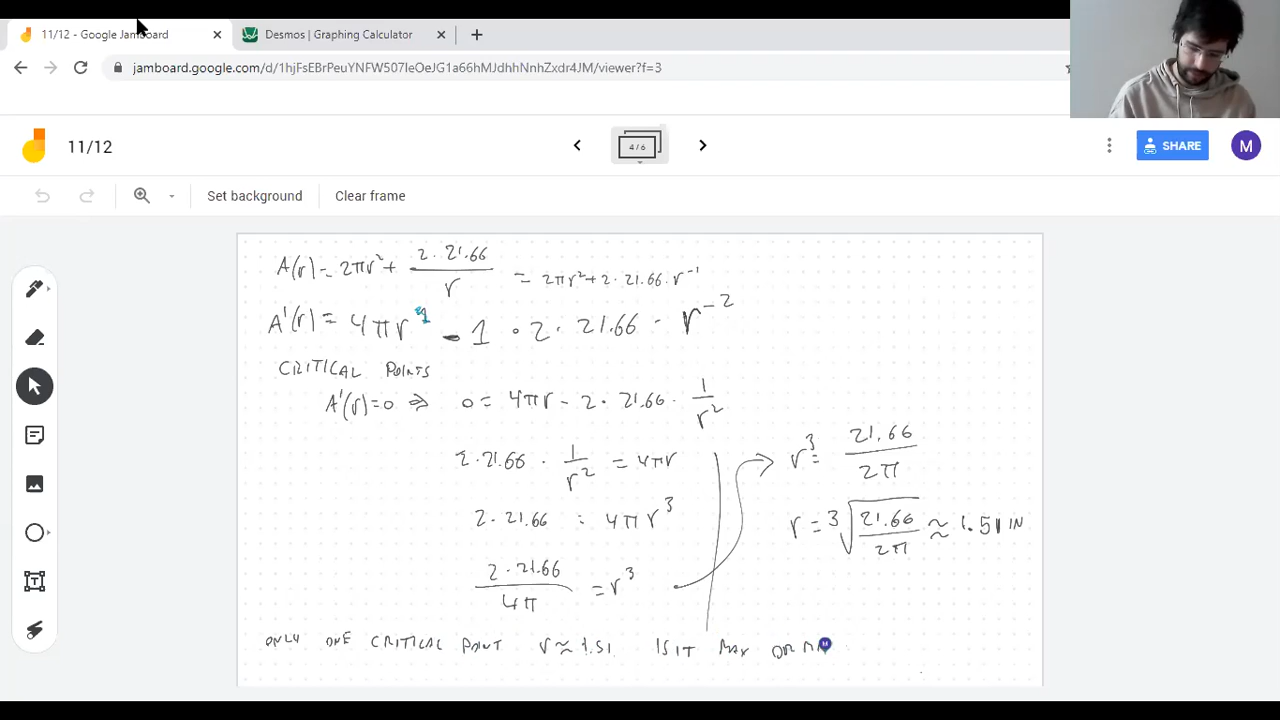 11/12 - Google Jamboard
Desmos | Graphing Calculator
jamboard.google.com/d/1hjFsEBrPeuYNFW507IeOeJG1a66hMJdhhNnhZxdr4JM/viewer?f=3
11/12
4 / 6
SHARE
M
Set background
Clear frame
A(r) = 2πr² + 2·21.66/r = 2πr² + 2·21.66·r⁻¹
A'(r) = 4πr¹ - 1·2·21.66·r⁻²
CRITICAL POINTS
A'(r)=0 ⇒ 0 = 4πr - 2·21.66·1/r²
2·21.66·1/r² = 4πr
2·21.66 = 4πr³
2·21.66/4π = r³
r³ = 21.66/2π
r = ³√(21.66/2π) ≈ 1.51 IN
ONLY ONE CRITICAL POINT r ≈ 1.51 IS IT MAX OR
M